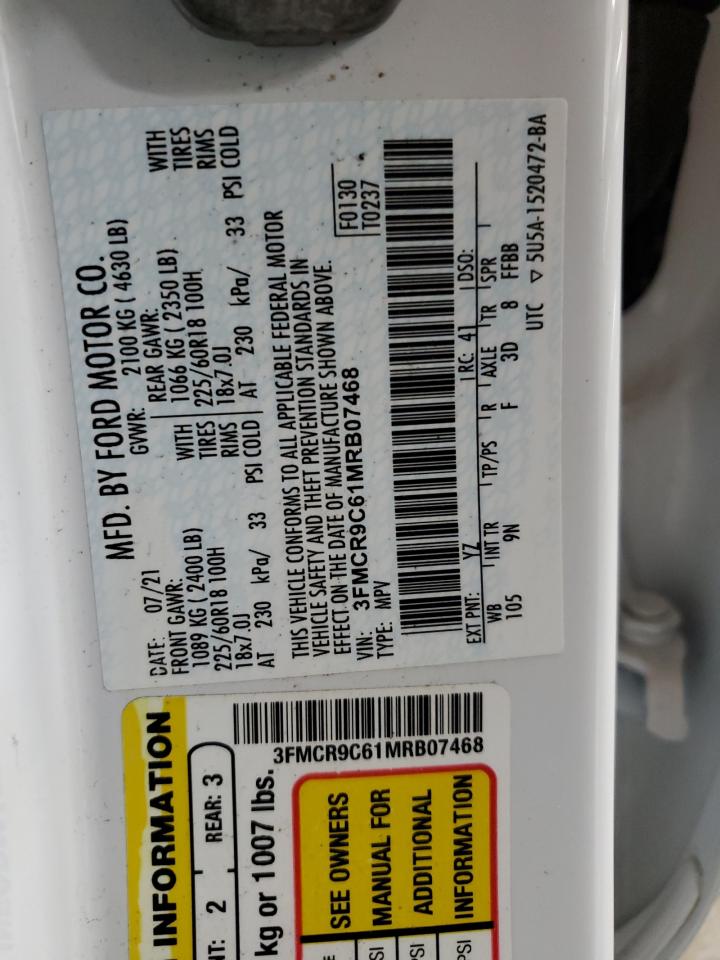 MFD. BY FORD MOTOR CO.
DATE: 07/21
GVWR: 2100 KG ( 4630 LB)
FRONT GAWR:
1089 KG ( 2400 LB)
WITH
225/60R18 100H
TIRES
18x7.0J
RIMS
AT 230 kPa/ 33 PSI COLD
REAR GAWR:
1066 KG ( 2350 LB)
WITH
225/60R18 100H
TIRES
18x7.0J
RIMS
AT 230 kPa/ 33 PSI COLD
THIS VEHICLE CONFORMS TO ALL APPLICABLE FEDERAL MOTOR
VEHICLE SAFETY AND THEFT PREVENTION STANDARDS IN
EFFECT ON THE DATE OF MANUFACTURE SHOWN ABOVE.
VIN: 3FMCR9C61MRB07468
TYPE: MPV
F0130
T0237
EXT PNT: YZ RC: 41 DSO:
WB INT TR TP/PS R AXLE TR SPR
105 9N F 3D 8 FFBB
UTC ▽ 5U5A-1520472-BA
INFORMATION
2 REAR: 3
kg or 1007 lbs.
3FMCR9C61MRB07468
SEE OWNERS
MANUAL FOR
ADDITIONAL
INFORMATION